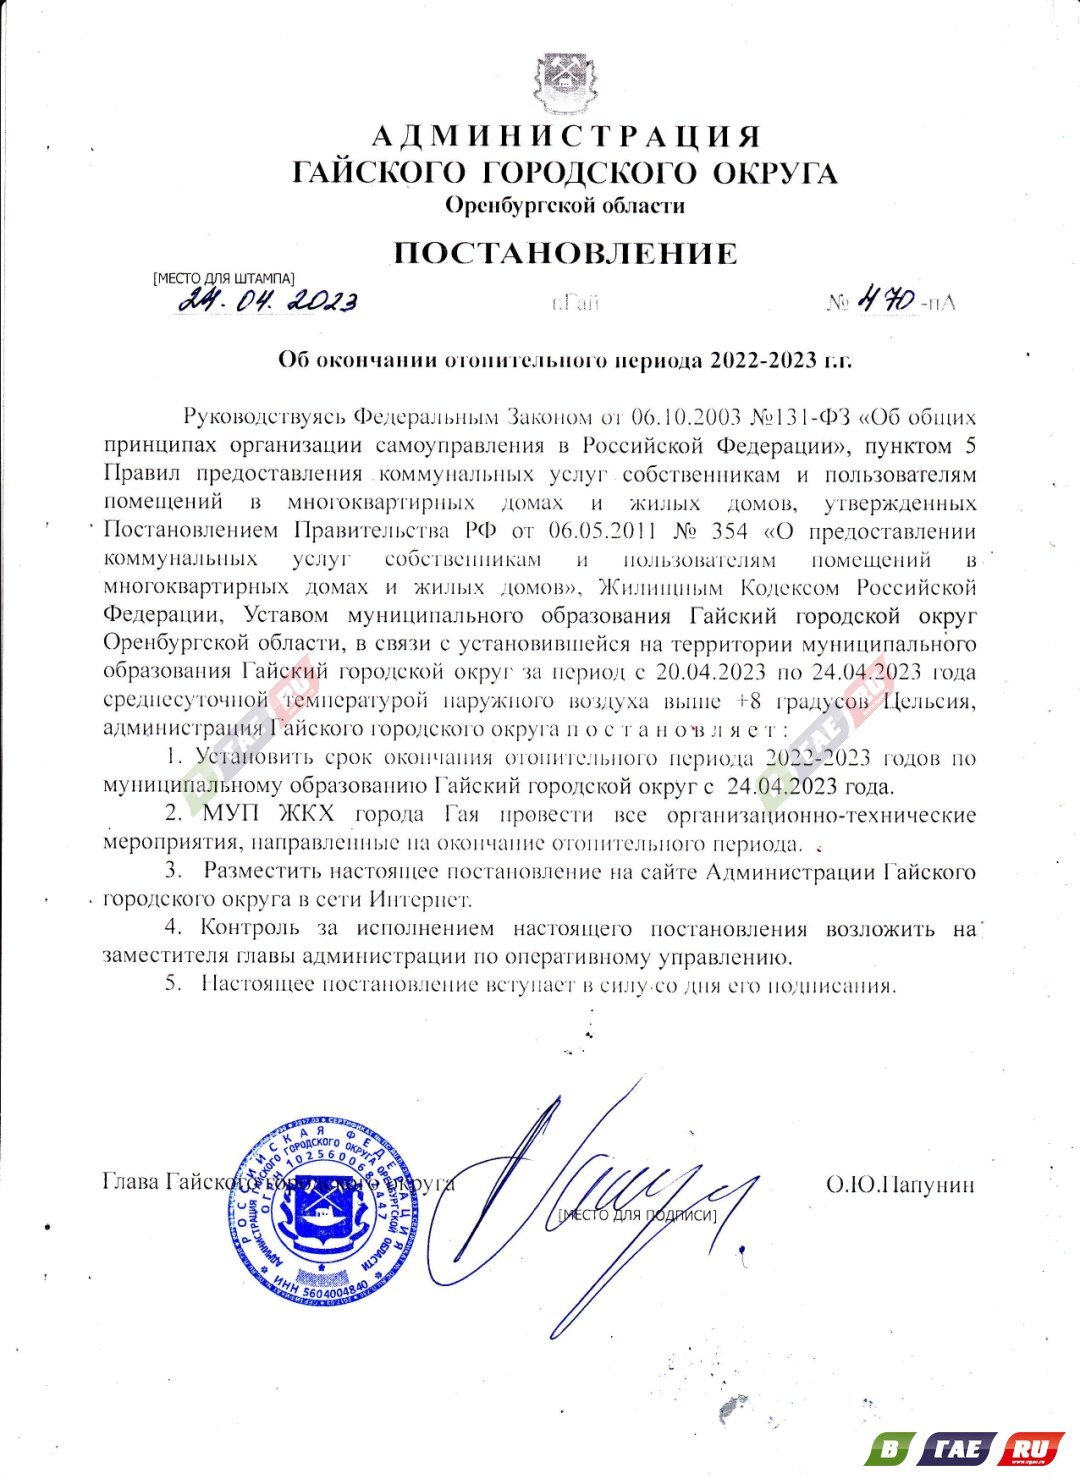 АДМИНИСТРАЦИЯ
ГАЙСКОГО ГОРОДСКОГО ОКРУГА
Оренбургской области
ПОСТАНОВЛЕНИЕ
[МЕСТО ДЛЯ ШТАМПА]
24.04.2023 г.Гай № 470-пА
Об окончании отопительного периода 2022-2023 г.г.
Руководствуясь Федеральным Законом от 06.10.2003 №131-ФЗ «Об общих
принципах организации самоуправления в Российской Федерации», пунктом 5
Правил предоставления коммунальных услуг собственникам и пользователям
помещений в многоквартирных домах и жилых домов, утвержденных
Постановлением Правительства РФ от 06.05.2011 № 354 «О предоставлении
коммунальных услуг собственникам и пользователям помещений в
многоквартирных домах и жилых домов», Жилищным Кодексом Российской
Федерации, Уставом муниципального образования Гайский городской округ
Оренбургской области, в связи с установившейся на территории муниципального
образования Гайский городской округ за период с 20.04.2023 по 24.04.2023 года
среднесуточной температурой наружного воздуха выше +8 градусов Цельсия,
администрация Гайского городского округа п о с т а н о в л я е т :
1. Установить срок окончания отопительного периода 2022-2023 годов по
муниципальному образованию Гайский городской округ с 24.04.2023 года.
2. МУП ЖКХ города Гая провести все организационно-технические
мероприятия, направленные на окончание отопительного периода.
3. Разместить настоящее постановление на сайте Администрации Гайского
городского округа в сети Интернет.
4. Контроль за исполнением настоящего постановления возложить на
заместителя главы администрации по оперативному управлению.
5. Настоящее постановление вступает в силу со дня его подписания.
Глава Гайского городского округа О.Ю.Папунин
[МЕСТО ДЛЯ ПОДПИСИ]
РОССИЙСКАЯ ФЕДЕРАЦИЯ
АДМИНИСТРАЦИЯ ГАЙСКОГО ГОРОДСКОГО ОКРУГА ОРЕНБУРГСКОЙ ОБЛАСТИ
ИНН 5604004840
В ГАЕ RU
В ГАЕ RU
В ГАЕ RU
www.vgae.ru